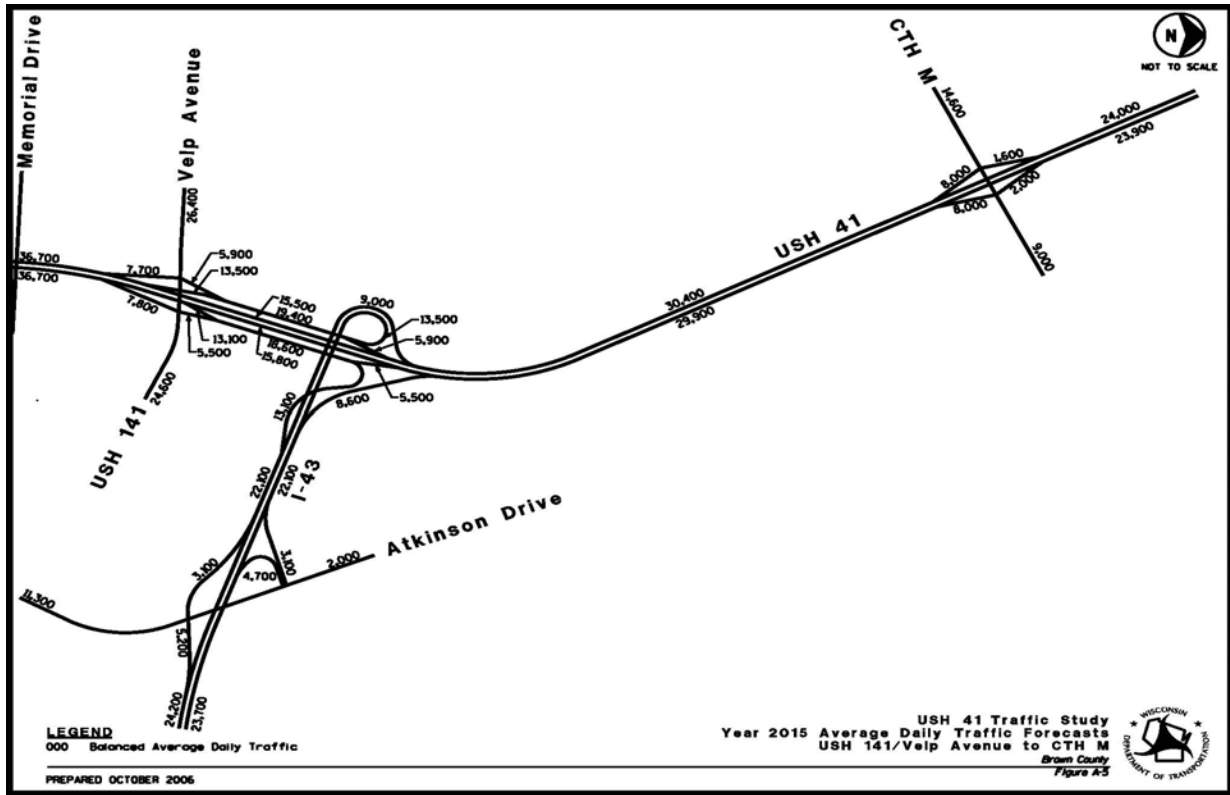 Memorial Drive
Velp Avenue
CTH M
N
NOT TO SCALE
14,600
24,000
23,900
1,600
8,000
2,000
8,000
9,000
USH 41
26,400
36,700
36,700
7,700
5,900
13,500
7,800
15,500
19,400
9,000
13,500
5,900
30,400
29,900
13,100
5,500
18,600
15,800
5,500
24,600
USH 141
13,100
8,600
22,100
22,100
I-43
Atkinson Drive
3,100
3,100
4,700
2,000
11,300
5,200
24,200
23,700
LEGEND
000 Balanced Average Daily Traffic
PREPARED OCTOBER 2006
USH 41 Traffic Study
Year 2015 Average Daily Traffic Forecasts
USH 141/Velp Avenue to CTH M
Brown County
Figure A-5
WISCONSIN
DEPARTMENT OF TRANSPORTATION